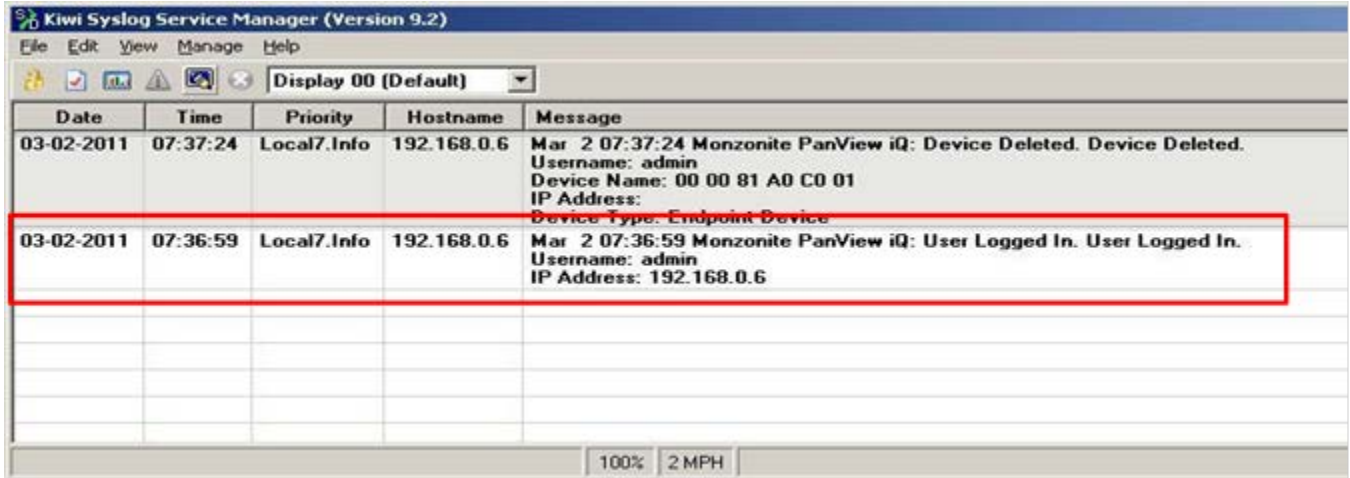 Kiwi Syslog Service Manager (Version 9.2)
File Edit View Manage Help
Display 00 (Default)
Date Time Priority Hostname Message
03-02-2011 07:37:24 Local7.Info 192.168.0.6 Mar 2 07:37:24 Monzonite PanView iQ: Device Deleted. Device Deleted.
Username: admin
Device Name: 00 00 81 A0 C0 01
IP Address:
Device Type: Endpoint Device
03-02-2011 07:36:59 Local7.Info 192.168.0.6 Mar 2 07:36:59 Monzonite PanView iQ: User Logged In. User Logged In.
Username: admin
IP Address: 192.168.0.6
100% 2 MPH